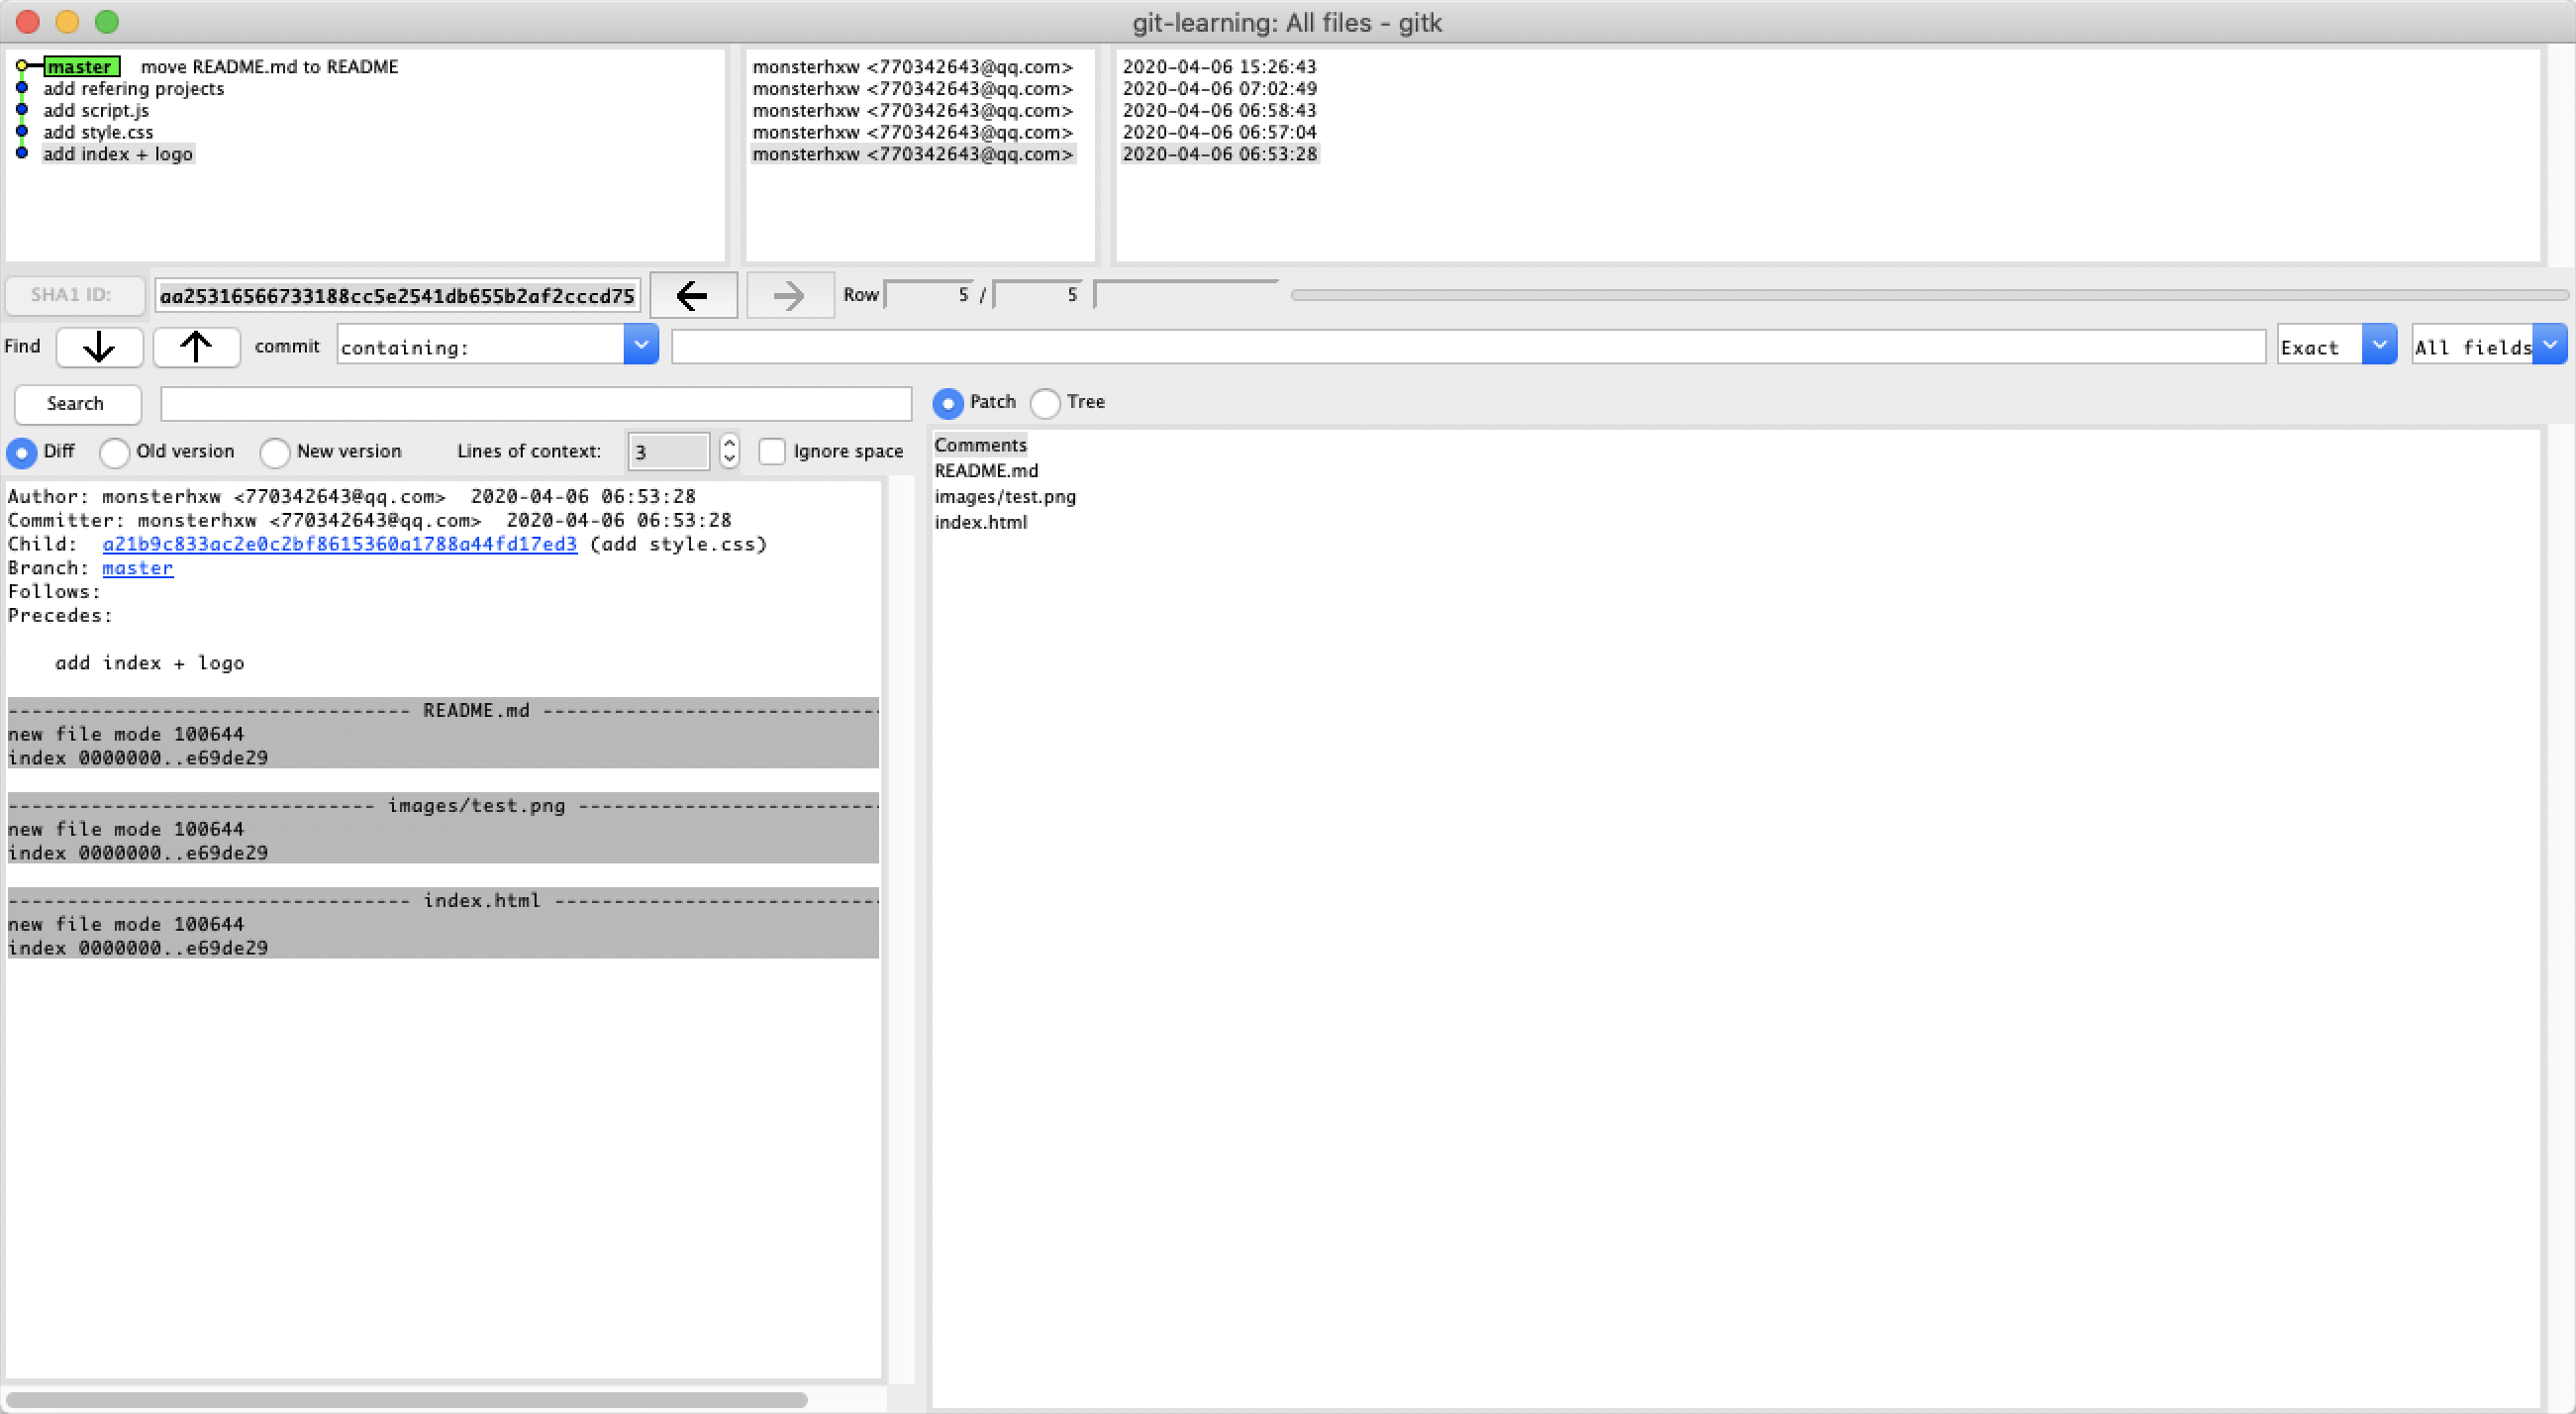 git-learning: All files - gitk
master move README.md to README monsterhxw <770342643@qq.com> 2020-04-06 15:26:43
add refering projects monsterhxw <770342643@qq.com> 2020-04-06 07:02:49
add script.js monsterhxw <770342643@qq.com> 2020-04-06 06:58:43
add style.css monsterhxw <770342643@qq.com> 2020-04-06 06:57:04
add index + logo monsterhxw <770342643@qq.com> 2020-04-06 06:53:28
SHA1 ID: aa25316566733188cc5e2541db655b2af2cccd75 Row 5 / 5
Find commit containing: Exact All fields
Search Patch Tree
Diff Old version New version Lines of context: 3 Ignore space
Author: monsterhxw <770342643@qq.com> 2020-04-06 06:53:28
Committer: monsterhxw <770342643@qq.com> 2020-04-06 06:53:28
Child: a21b9c833ac2e0c2bf8615360a1788a44fd17ed3 (add style.css)
Branch: master
Follows:
Precedes:
add index + logo
---------------------------------- README.md ----------------------------
new file mode 100644
index 0000000..e69de29
------------------------------- images/test.png --------------------------
new file mode 100644
index 0000000..e69de29
---------------------------------- index.html ----------------------------
new file mode 100644
index 0000000..e69de29
Comments
README.md
images/test.png
index.html